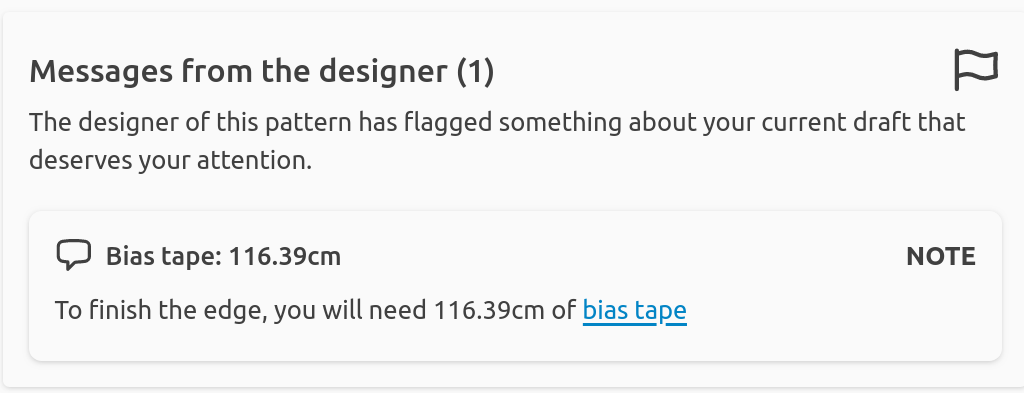 Messages from the designer (1)
The designer of this pattern has flagged something about your current draft that
deserves your attention.
Bias tape: 116.39cm
NOTE
To finish the edge, you will need 116.39cm of bias tape